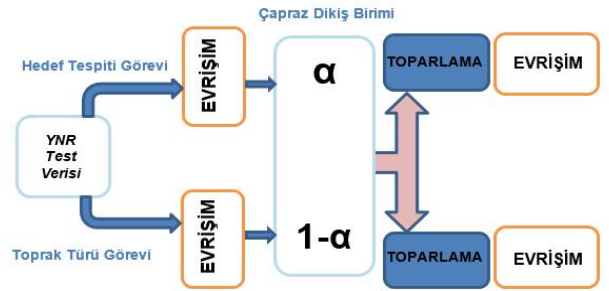 Çapraz Dikiş Birimi
Hedef Tespiti Görevi
EVRİŞİM
α
TOPARLAMA
EVRİŞİM
YNR
Test
Verisi
Toprak Türü Görevi
EVRİŞİM
1-α
TOPARLAMA
EVRİŞİM